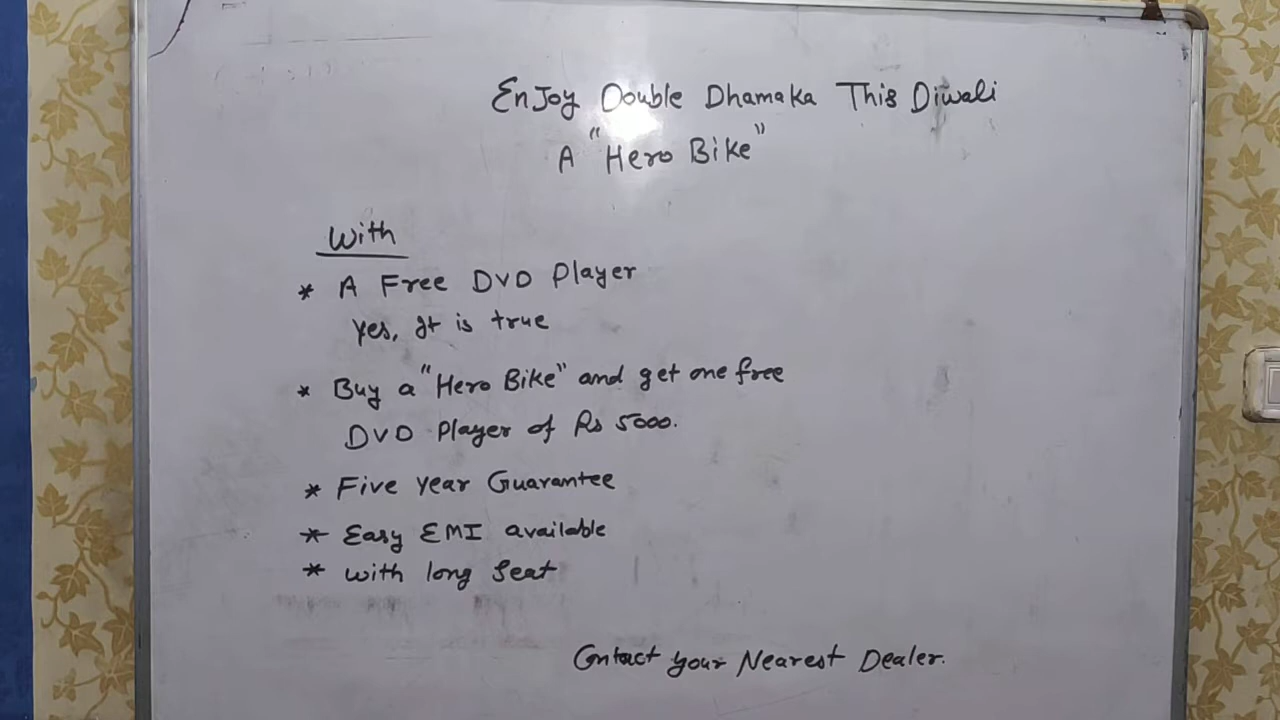 EnJoy Double Dhamaka This Diwali
A "Hero Bike"
With
* A Free DVD Player
Yes, It is true
* Buy a "Hero Bike" and get one free
DVD Player of Rs 5000.
* Five Year Guarantee
* Easy EMI available
* with long Seat
Contact your Nearest Dealer.